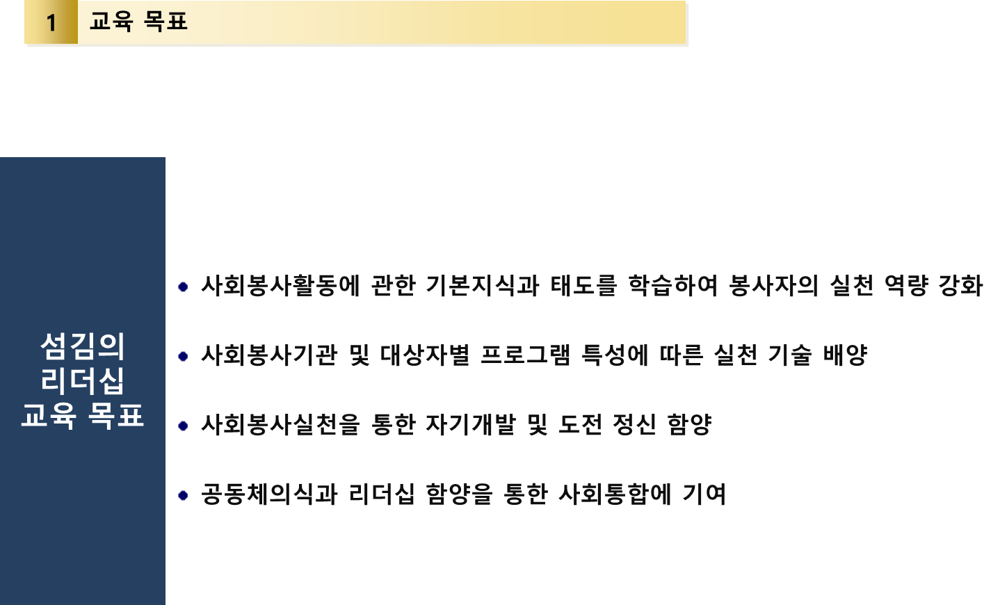 1 교육 목표
섬김의
리더십
교육 목표
• 사회봉사활동에 관한 기본지식과 태도를 학습하여 봉사자의 실천 역량 강화
• 사회봉사기관 및 대상자별 프로그램 특성에 따른 실천 기술 배양
• 사회봉사실천을 통한 자기개발 및 도전 정신 함양
• 공동체의식과 리더십 함양을 통한 사회통합에 기여